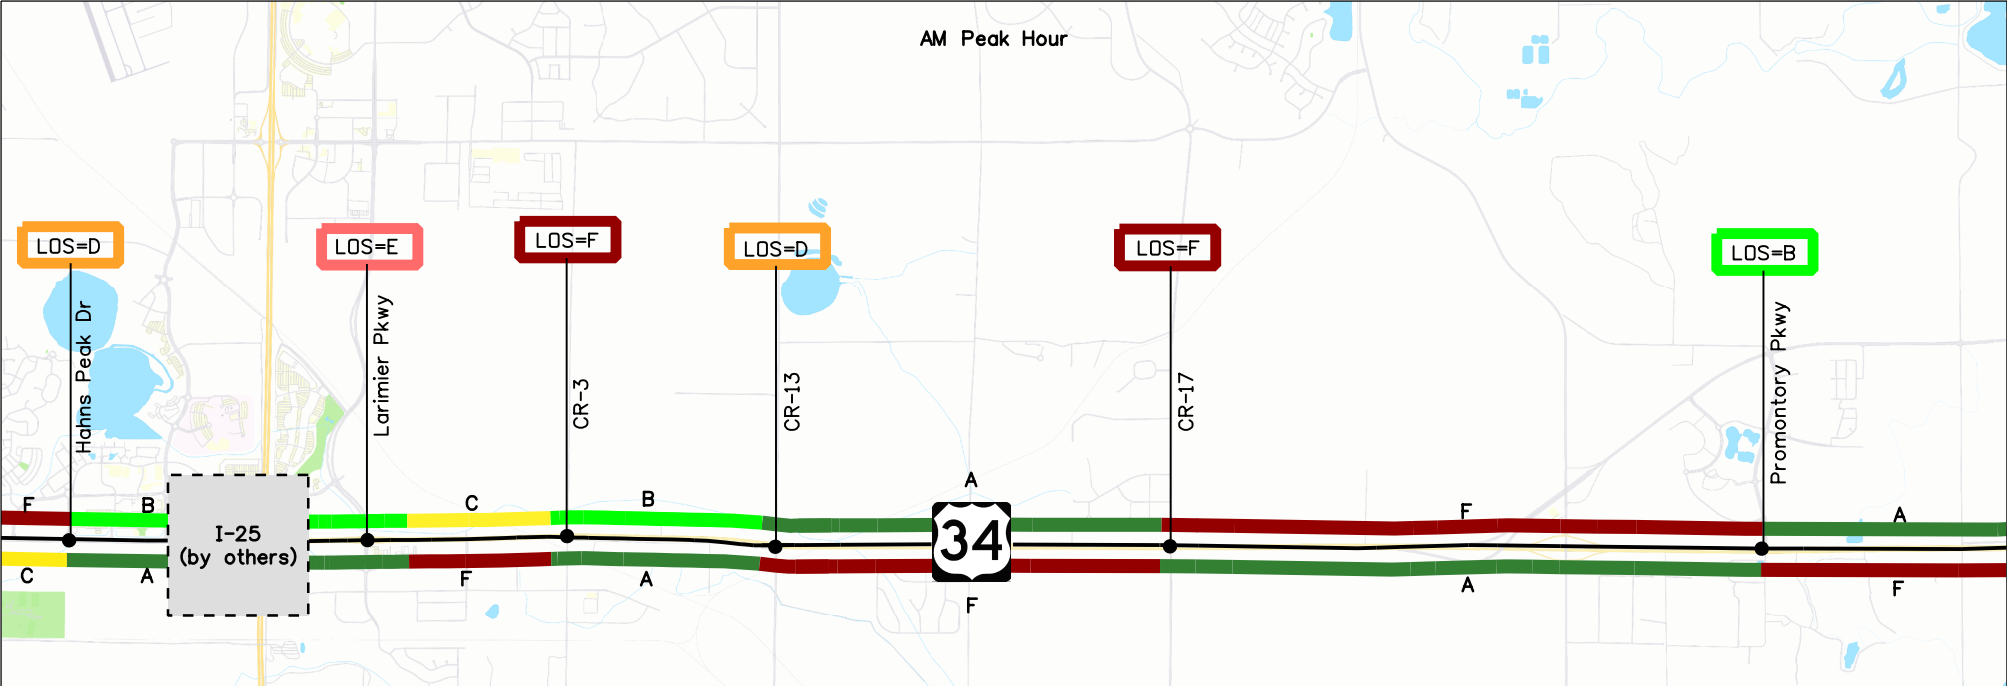 AM Peak Hour
LOS=D
LOS=E
LOS=F
LOS=D
LOS=F
LOS=B
Hahns Peak Dr
Larimier Pkwy
CR-3
CR-13
CR-17
Promontory Pkwy
F
B
C
B
A
F
A
I-25
(by others)
34
C
A
F
A
F
A
F